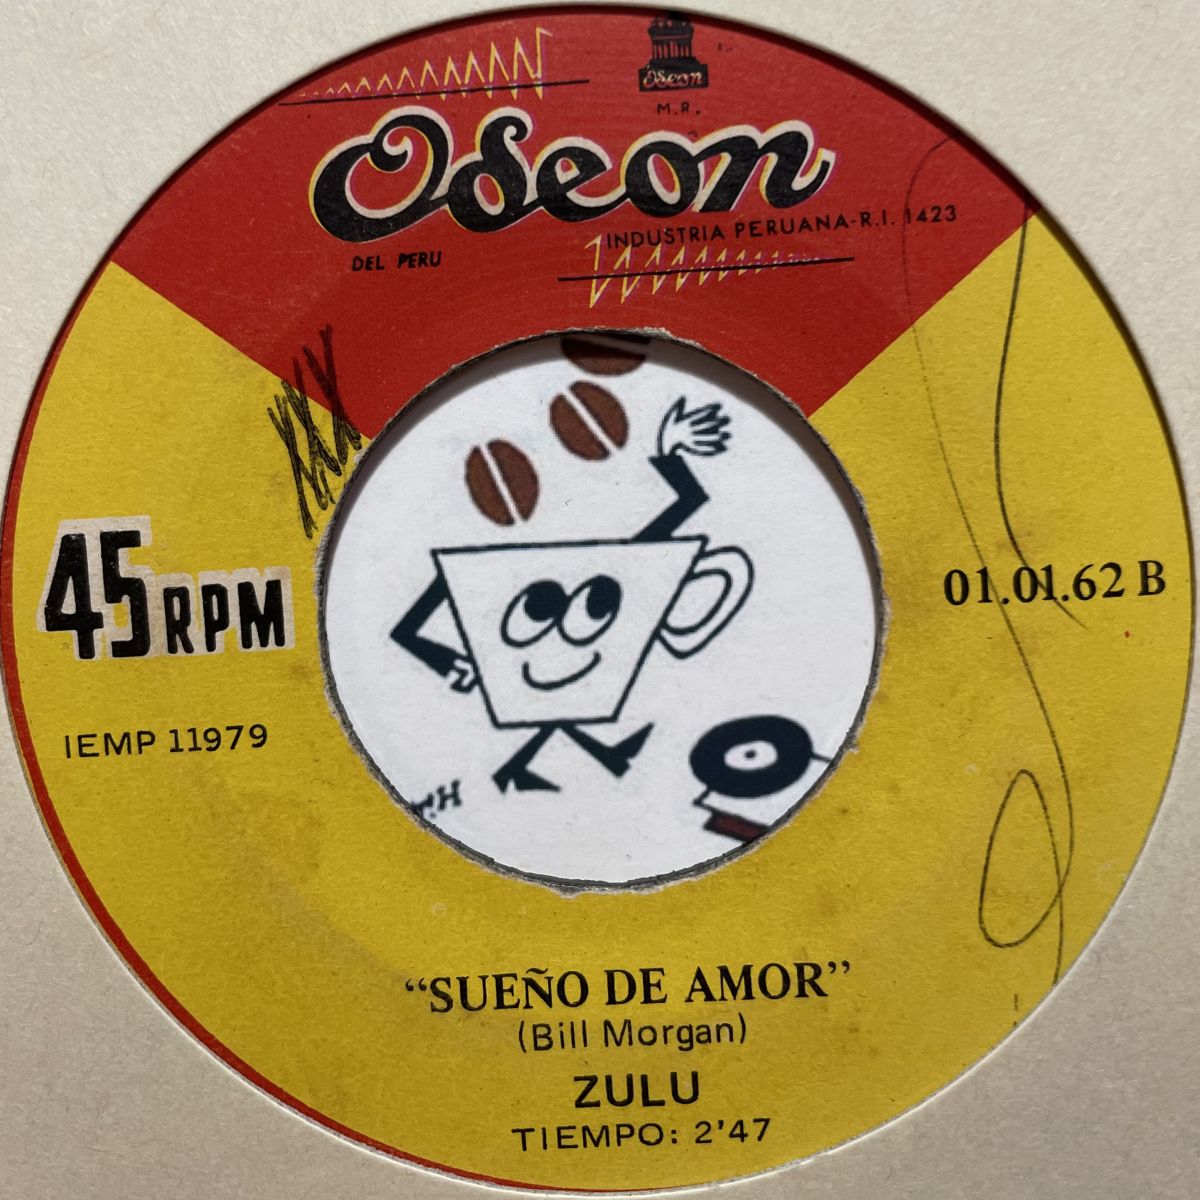 Odeon
M.R.
Odeon
DEL PERU
INDUSTRIA PERUANA-R.I. 1423
45 RPM
01.01.62 B
IEMP 11979
"SUEÑO DE AMOR"
(Bill Morgan)
ZULU
TIEMPO: 2'47